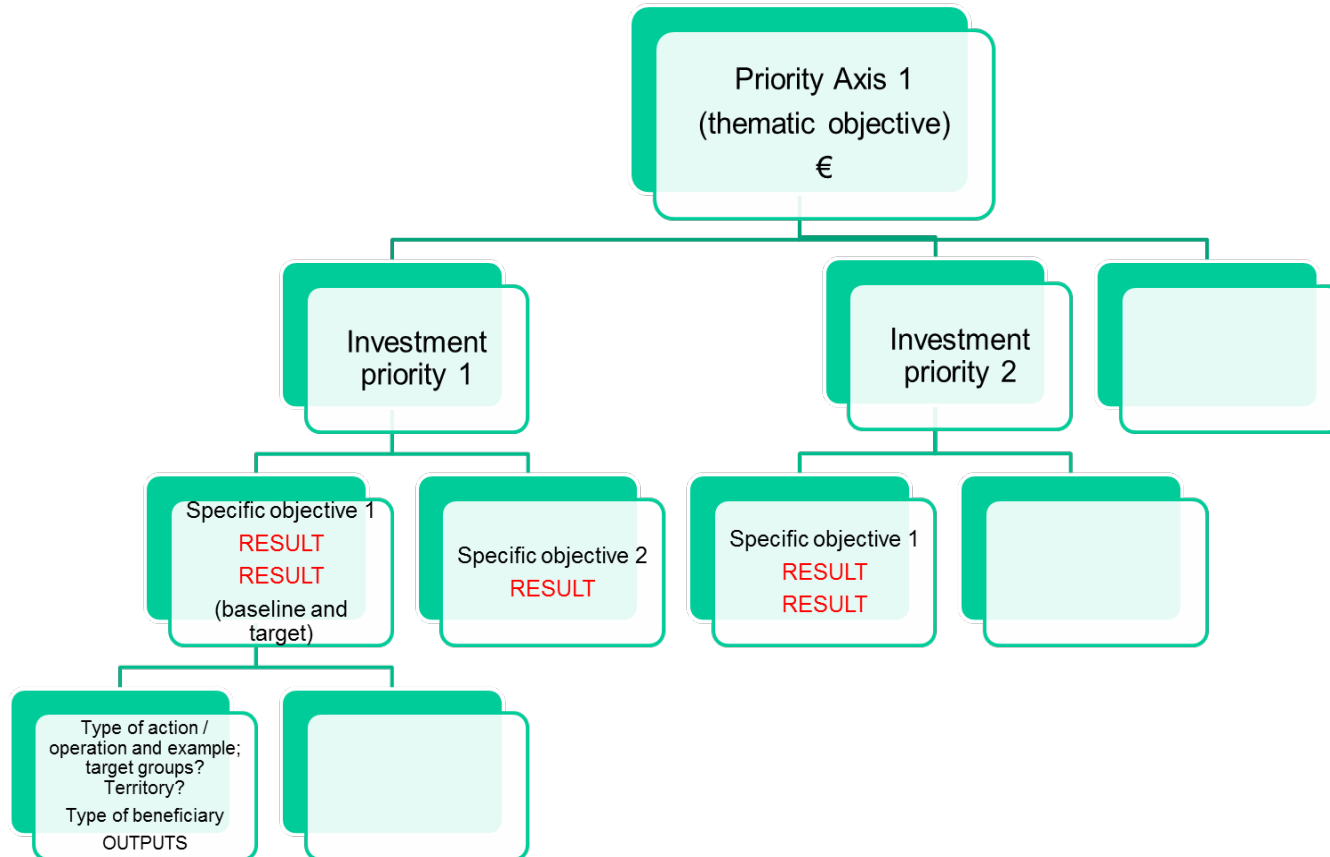 Priority Axis 1
(thematic objective)
€
Investment
priority 1
Investment
priority 2
Specific objective 1
RESULT
RESULT
(baseline and
target)
Specific objective 2
RESULT
Specific objective 1
RESULT
RESULT
Type of action /
operation and example;
target groups?
Territory?
Type of beneficiary
OUTPUTS